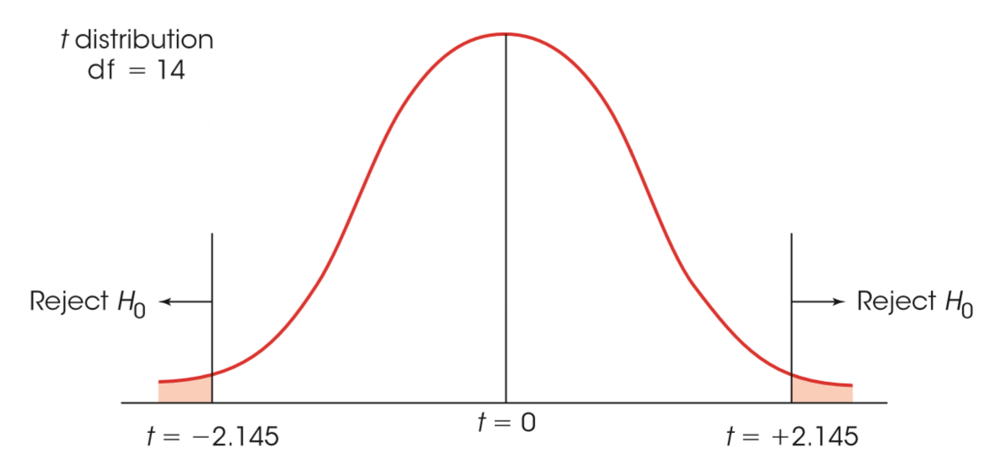 t distribution
df = 14
Reject H₀
Reject H₀
t = −2.145
t = 0
t = +2.145